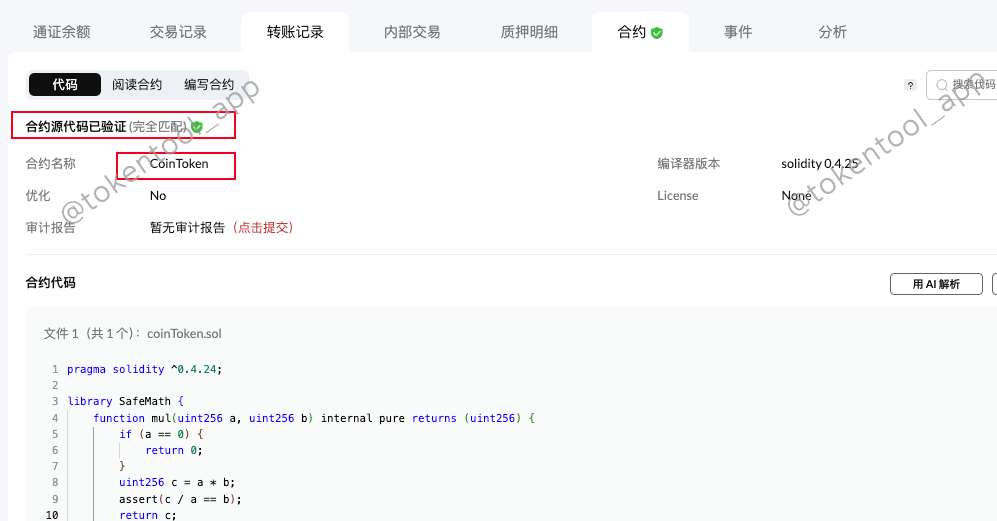 通证余额 交易记录 转账记录 内部交易 质押明细 合约 事件 分析
代码 阅读合约 编写合约 ? 搜索代码
合约源代码已验证 (完全匹配)
合约名称 CoinToken 编译器版本 solidity 0.4.25
优化 No License None
审计报告 暂无审计报告 (点击提交)
合约代码 用 AI 解析
文件 1（共 1 个）: coinToken.sol
1 pragma solidity ^0.4.24;
2
3 library SafeMath {
4 function mul(uint256 a, uint256 b) internal pure returns (uint256) {
5 if (a == 0) {
6 return 0;
7 }
8 uint256 c = a * b;
9 assert(c / a == b);
10 return c;
@tokentool_app
@tokentool_app